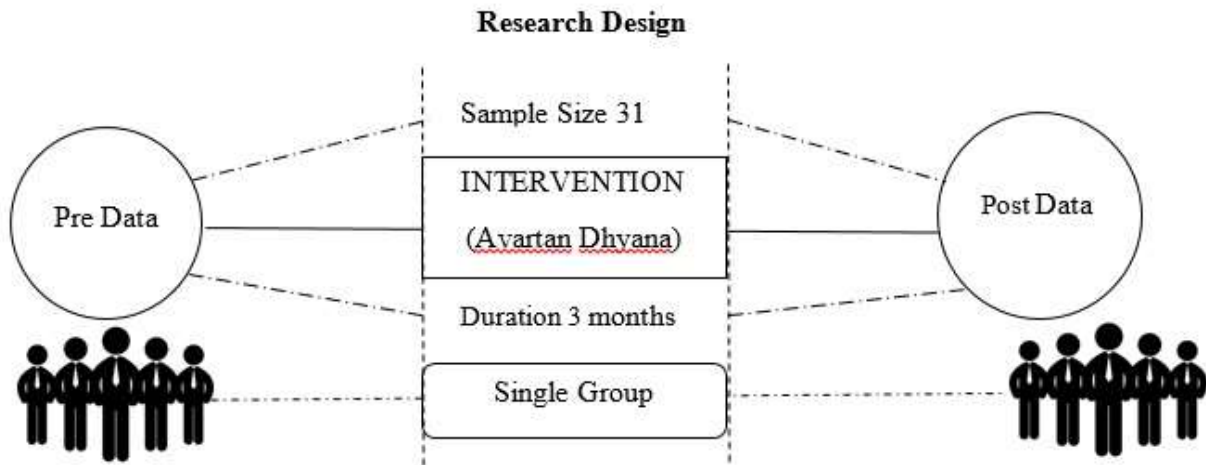 Research Design
Sample Size 31
Pre Data
INTERVENTION
(Avartan Dhyana)
Post Data
Duration 3 months
Single Group